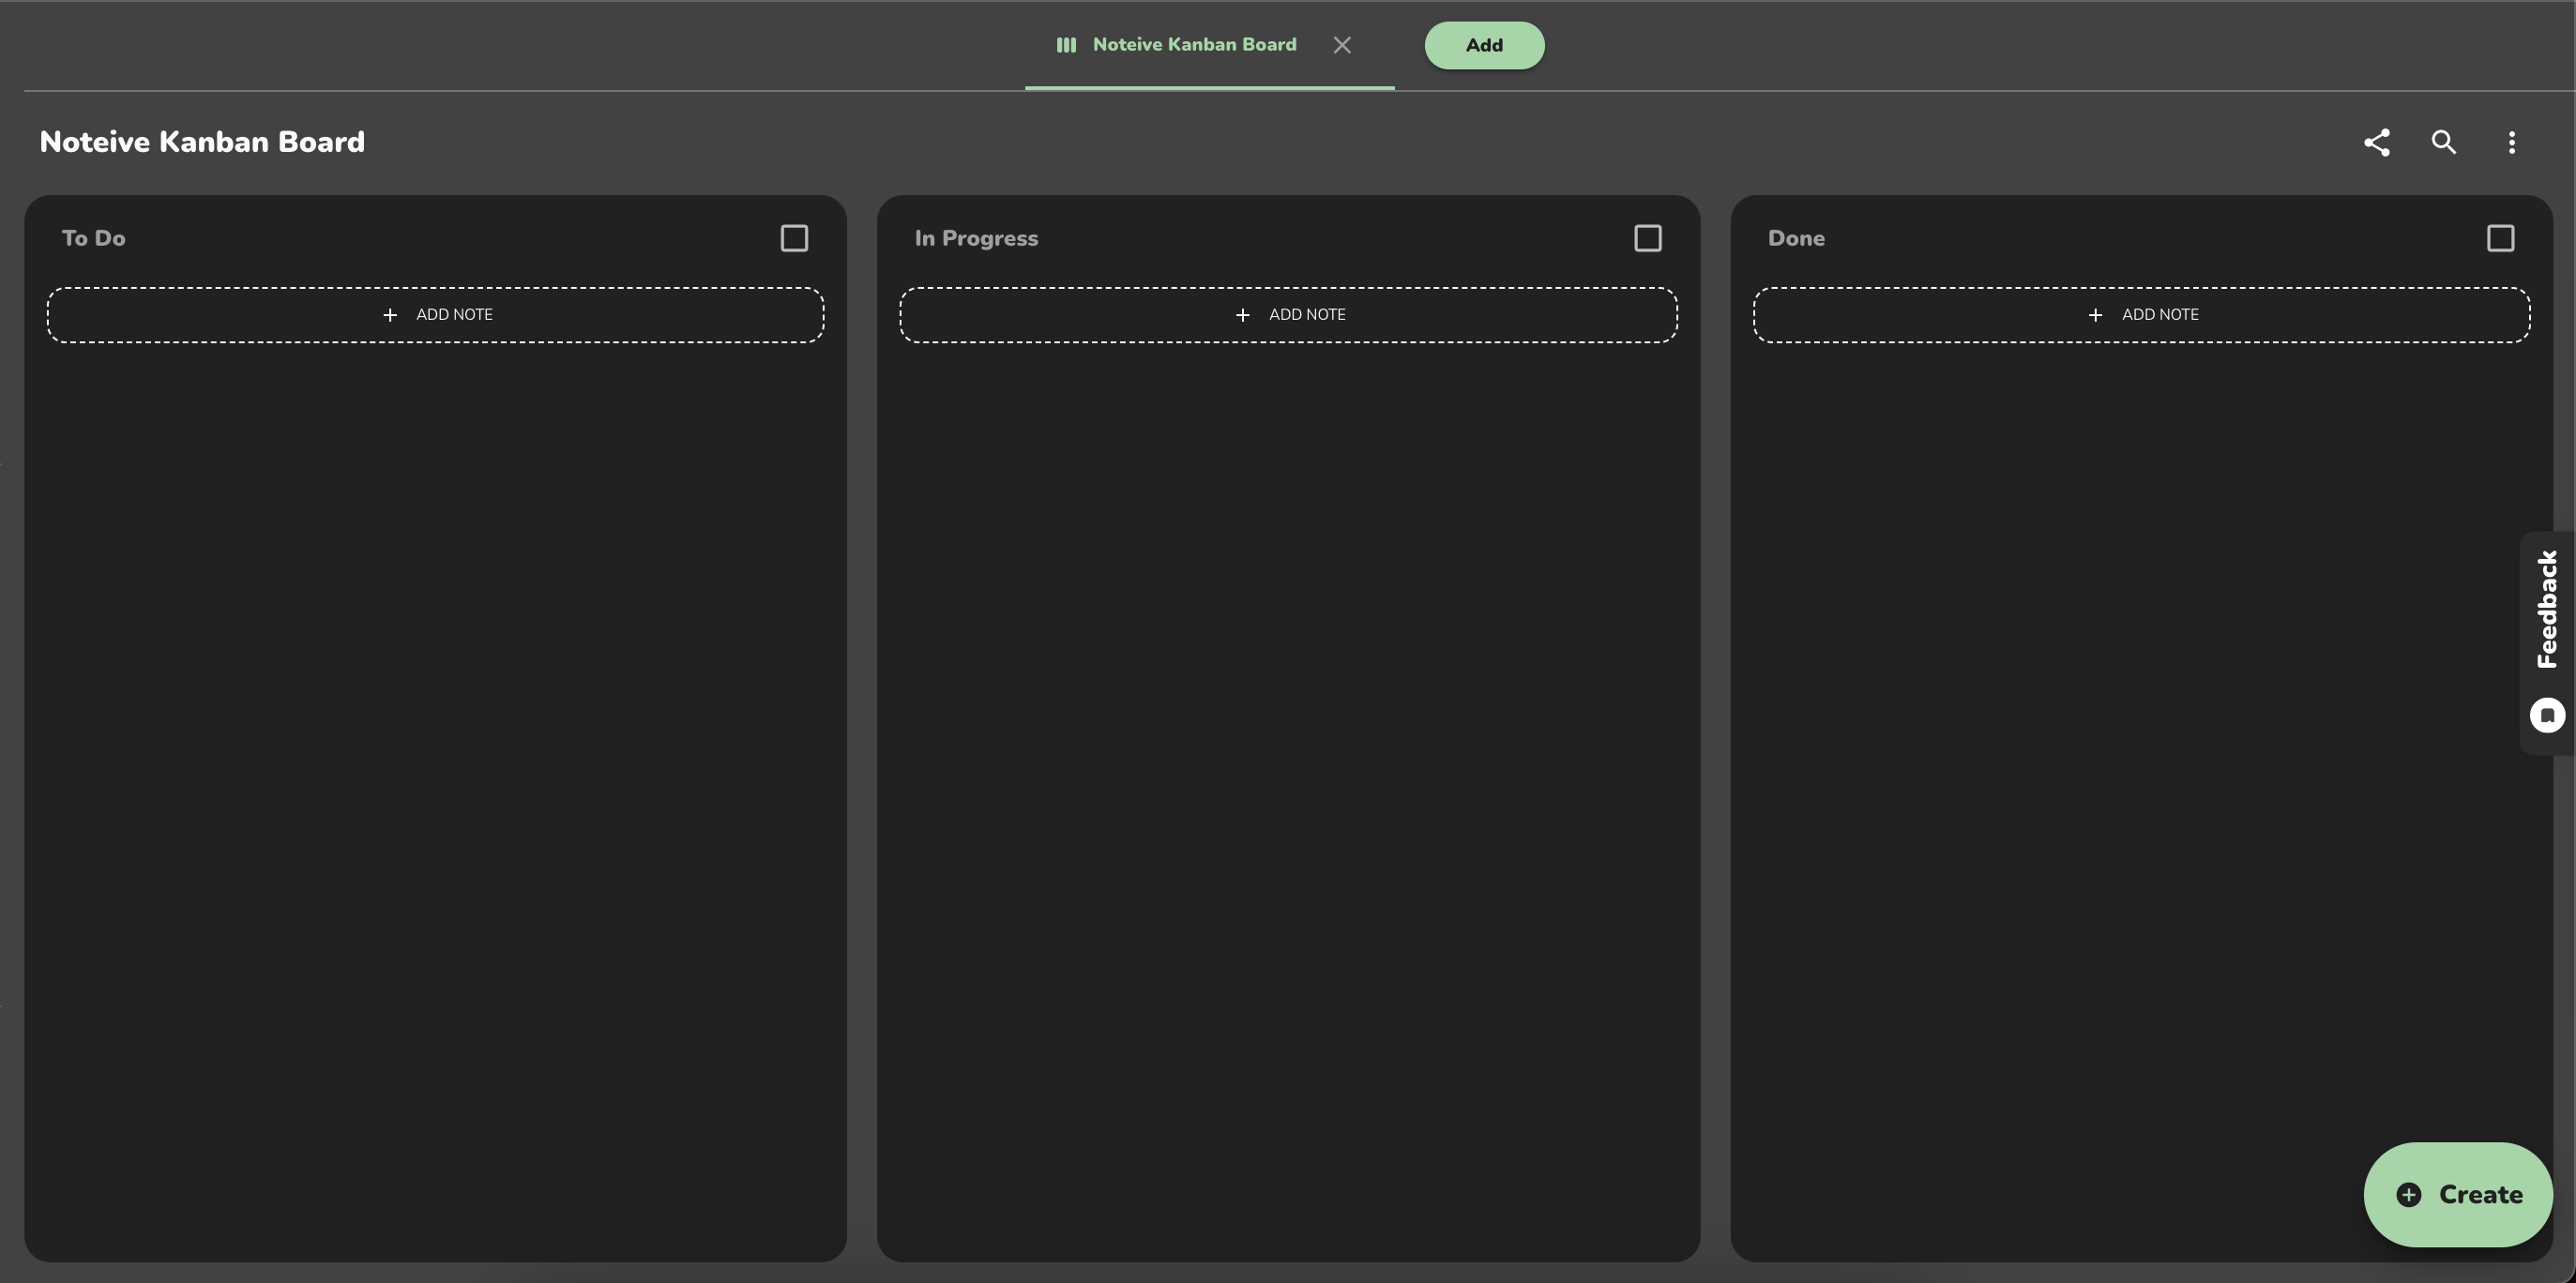 Noteive Kanban Board
Add
Noteive Kanban Board
To Do
In Progress
Done
+ ADD NOTE
+ ADD NOTE
+ ADD NOTE
Feedback
Create